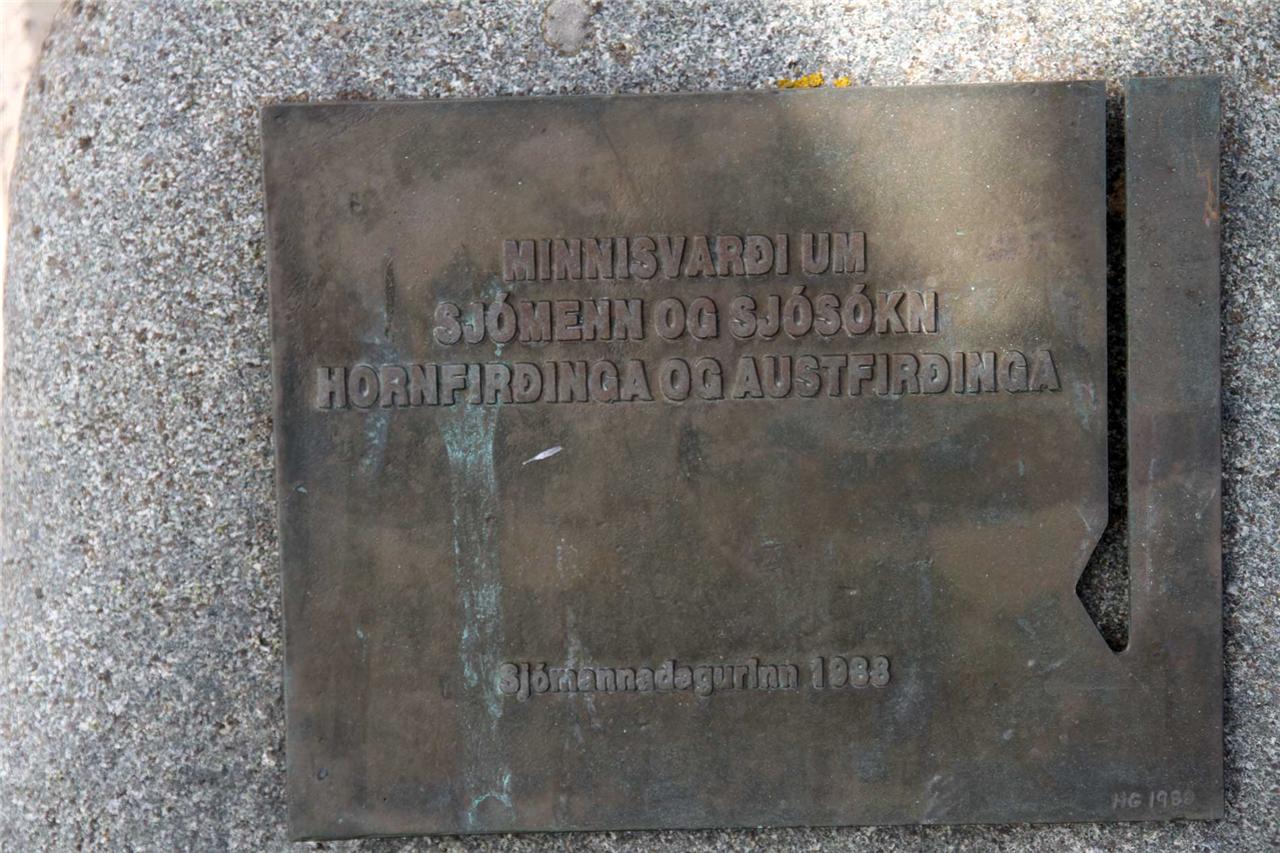 MINNISVARÐI UM
SJÓMENN OG SJÓSÓKN
HORNFIRÐINGA OG AUSTFIRÐINGA
Sjómannadagurinn 1988
HG 1988